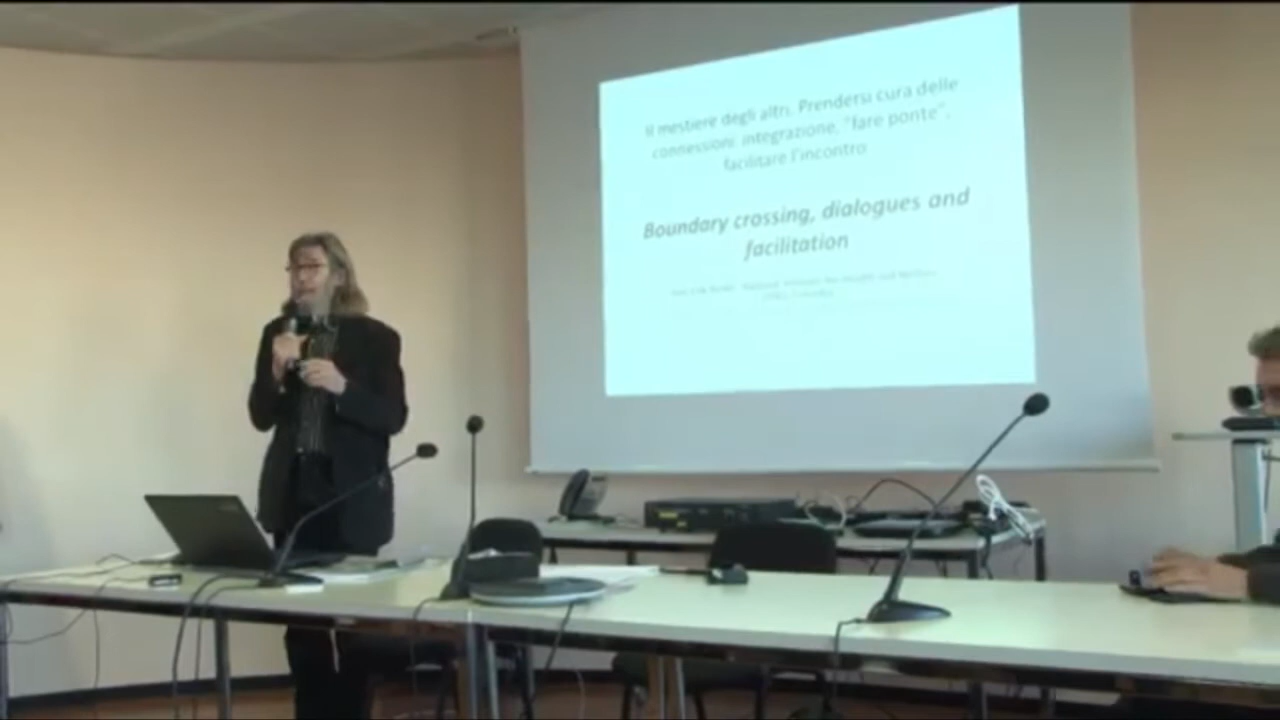 Il mestiere degli altri. Prendersi cura delle
connessioni: integrazione, "fare ponte",
facilitare l'incontro
Boundary crossing, dialogues and
facilitation